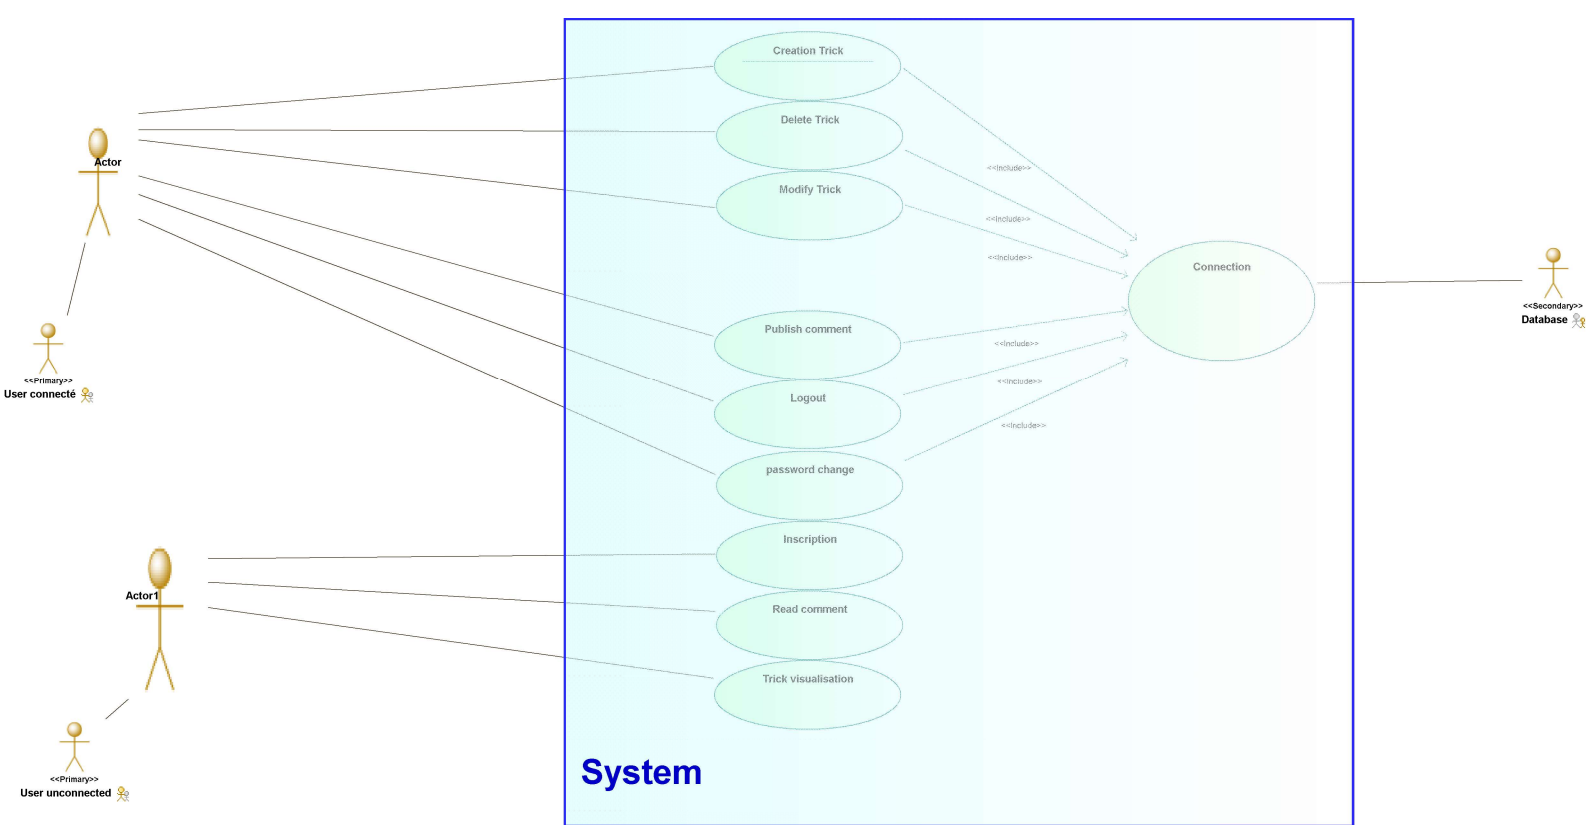 Creation Trick
Delete Trick
Actor
<<Include>>
Modify Trick
<<Include>>
<<Include>>
Connection
<<Secondary>>
Database
Publish comment
<<Include>>
<<Primary>>
User connecté
<<Include>>
Logout
<<Include>>
password change
Inscription
Actor1
Read comment
Trick visualisation
<<Primary>>
User unconnected
System